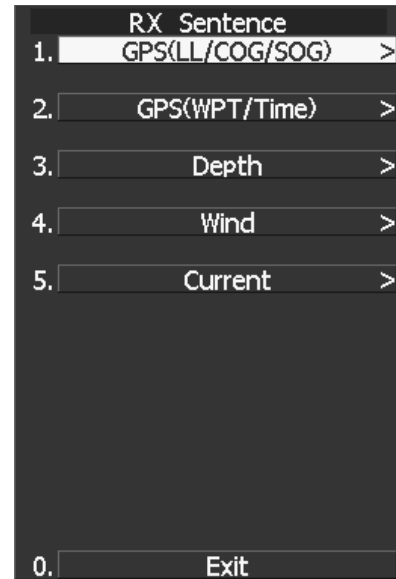 RX Sentence
1. GPS(LL/COG/SOG) >
2. GPS(WPT/Time) >
3. Depth >
4. Wind >
5. Current >
0. Exit